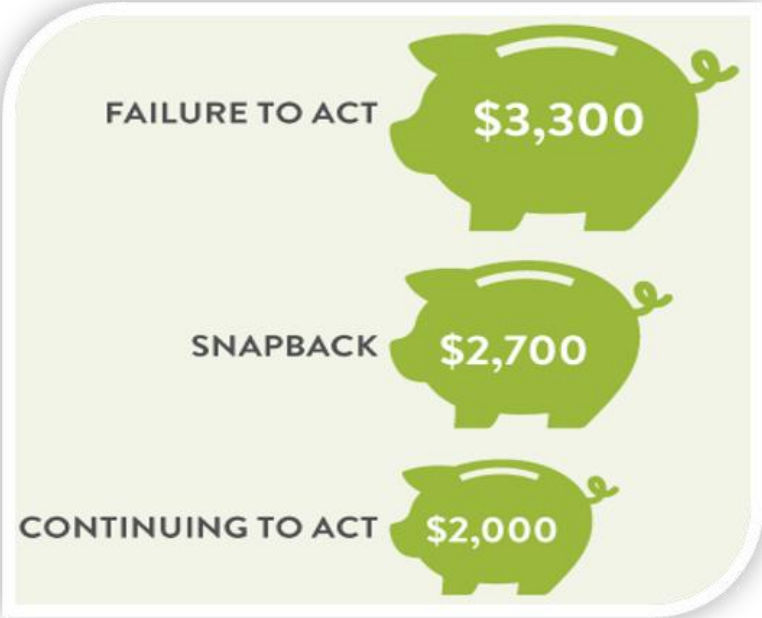 FAILURE TO ACT $3,300
SNAPBACK $2,700
CONTINUING TO ACT $2,000